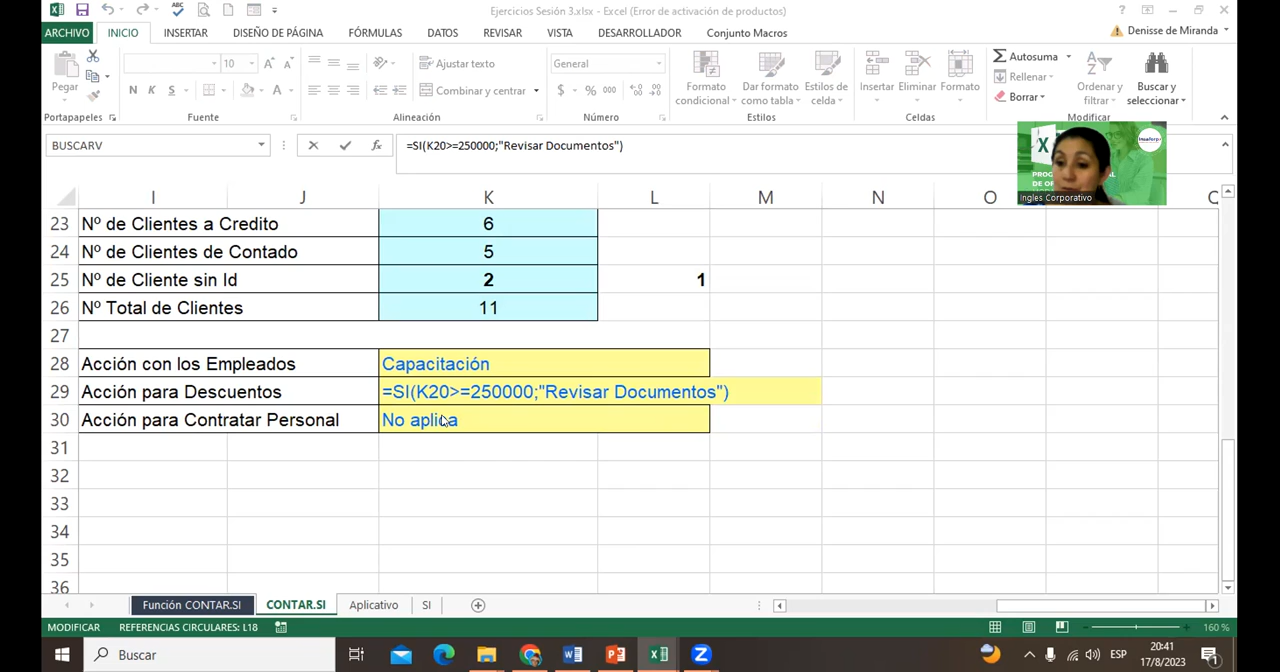 Ejercicios Sesión 3.xlsx - Excel (Error de activación de productos)
ARCHIVO INICIO INSERTAR DISEÑO DE PÁGINA FÓRMULAS DATOS REVISAR VISTA DESARROLLADOR Conjunto Macros Denisse de Miranda
Pegar
10
Ajustar texto
General
Formato condicional
Dar formato como tabla
Estilos de celda
Insertar Eliminar Formato
Autosuma
Rellenar
Borrar
Ordenar y filtrar
Buscar y seleccionar
N K S
Combinar y centrar
$ % 000
Portapapeles Fuente Alineación Número Estilos Celdas Modificar
BUSCARV fx =SI(K20>=250000;"Revisar Documentos")
Ingles Corporativo
I J K L M N O
23 Nº de Clientes a Credito 6
24 Nº de Clientes de Contado 5
25 Nº de Cliente sin Id 2 1
26 Nº Total de Clientes 11
27
28 Acción con los Empleados Capacitación
29 Acción para Descuentos =SI(K20>=250000;"Revisar Documentos")
30 Acción para Contratar Personal No aplica
31
32
33
34
35
36
Función CONTAR.SI CONTAR.SI Aplicativo SI
MODIFICAR REFERENCIAS CIRCULARES: L18 160 %
Buscar ESP 20:41
17/8/2023